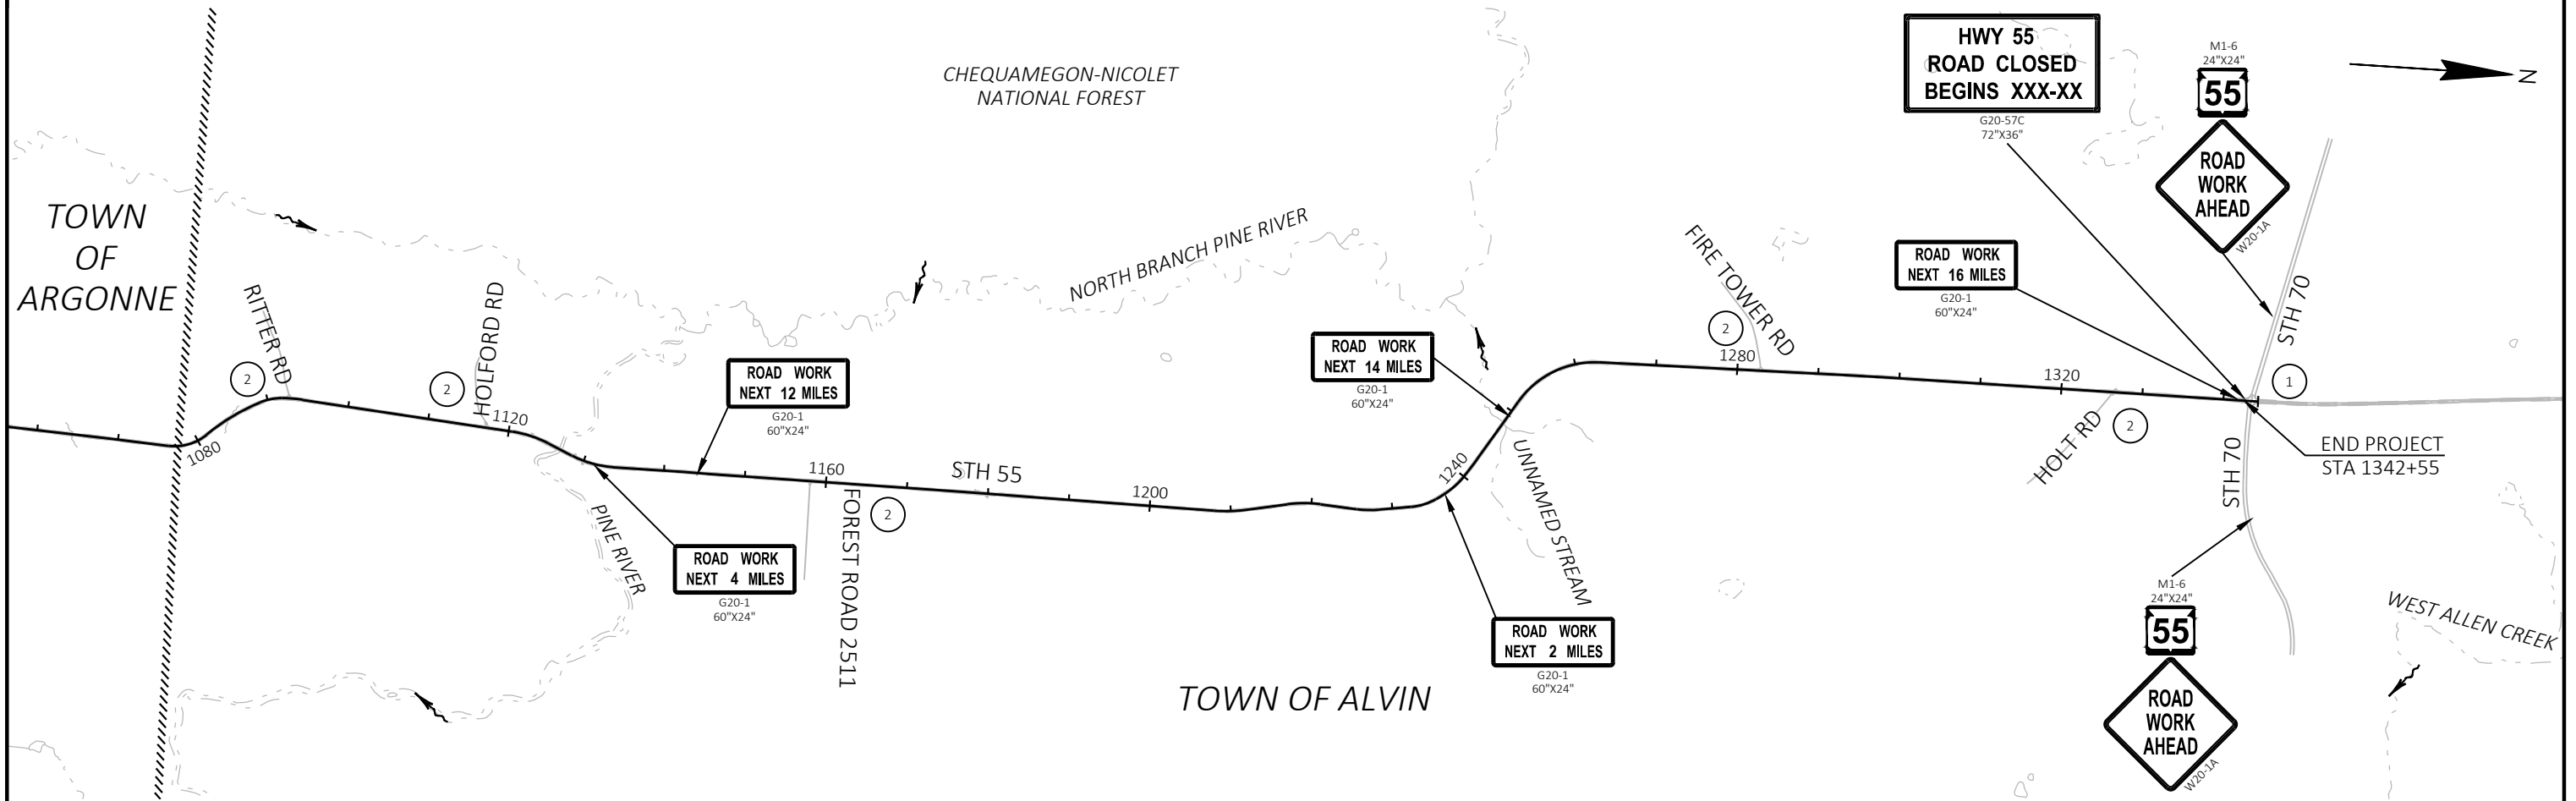 CHEQUAMEGON-NICOLET
NATIONAL FOREST
HWY 55
ROAD CLOSED
BEGINS XXX-XX
G20-57C
72"X36"
M1-6
24"X24"
55
ROAD
WORK
AHEAD
W20-1A
N
TOWN
OF
ARGONNE
RITTER RD
2
1080
HOLFORD RD
2
1120
ROAD WORK
NEXT 12 MILES
G20-1
60"X24"
NORTH BRANCH PINE RIVER
ROAD WORK
NEXT 14 MILES
G20-1
60"X24"
FIRE TOWER RD
2
1280
ROAD WORK
NEXT 16 MILES
G20-1
60"X24"
1320
STH 70
1
HOLT RD
2
END PROJECT
STA 1342+55
STH 70
PINE RIVER
ROAD WORK
NEXT 4 MILES
G20-1
60"X24"
1160
FOREST ROAD 2511
2
STH 55
1200
1240
UNNAMED STREAM
ROAD WORK
NEXT 2 MILES
G20-1
60"X24"
TOWN OF ALVIN
M1-6
24"X24"
55
ROAD
WORK
AHEAD
W20-1A
WEST ALLEN CREEK